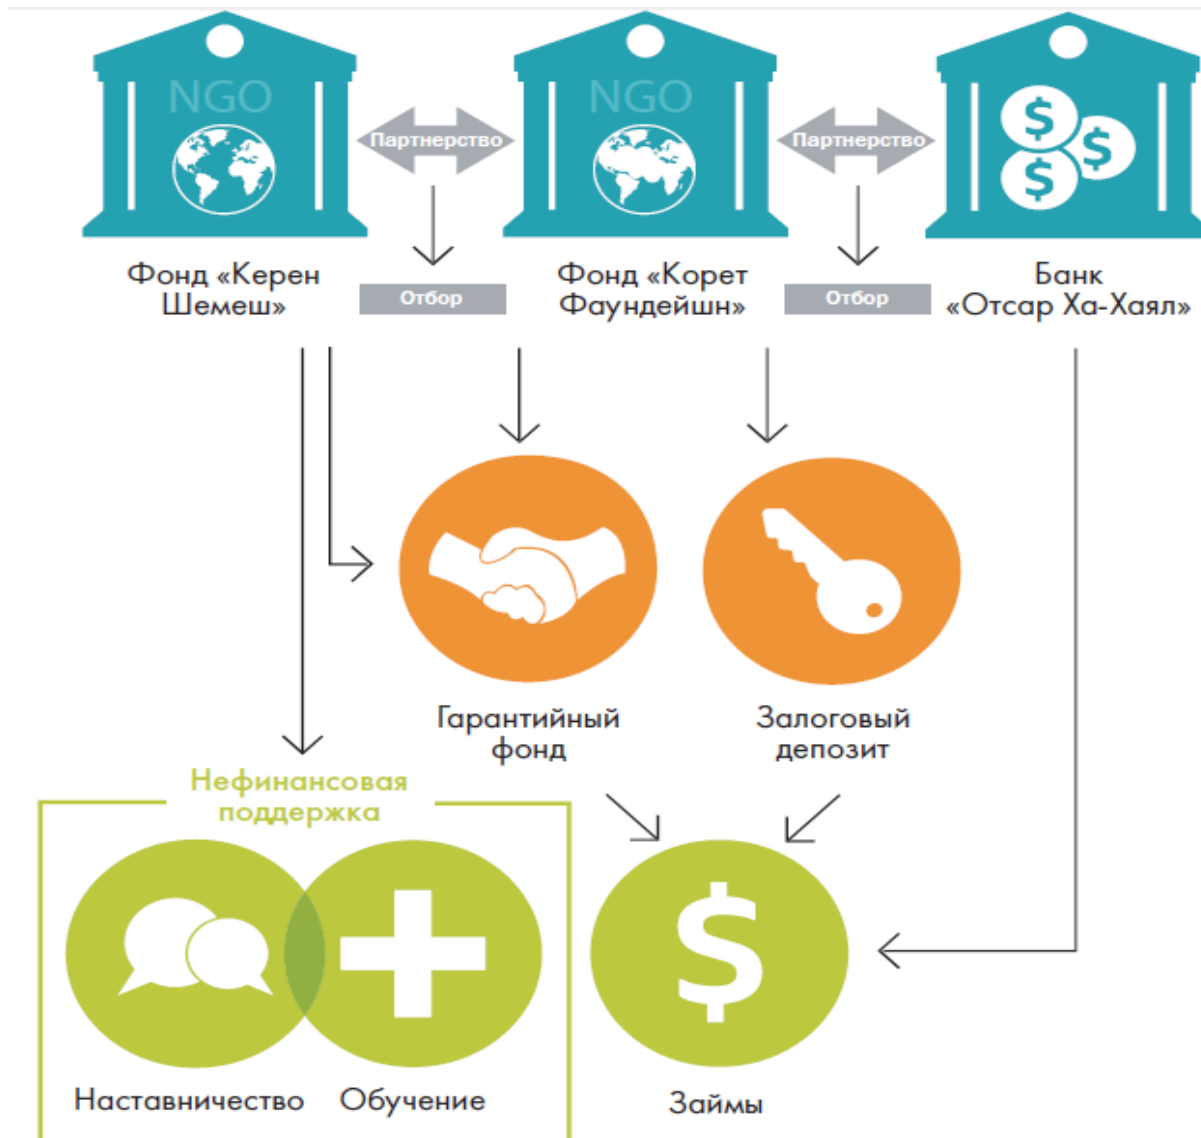 NGO
NGO
Партнерство
Партнерство
Фонд «Керен
Шемеш»
Отбор
Фонд «Корет
Фаундейшн»
Отбор
Банк
«Отсар Ха-Хаял»
Гарантийный
фонд
Залоговый
депозит
Нефинансовая
поддержка
Наставничество
Обучение
Займы